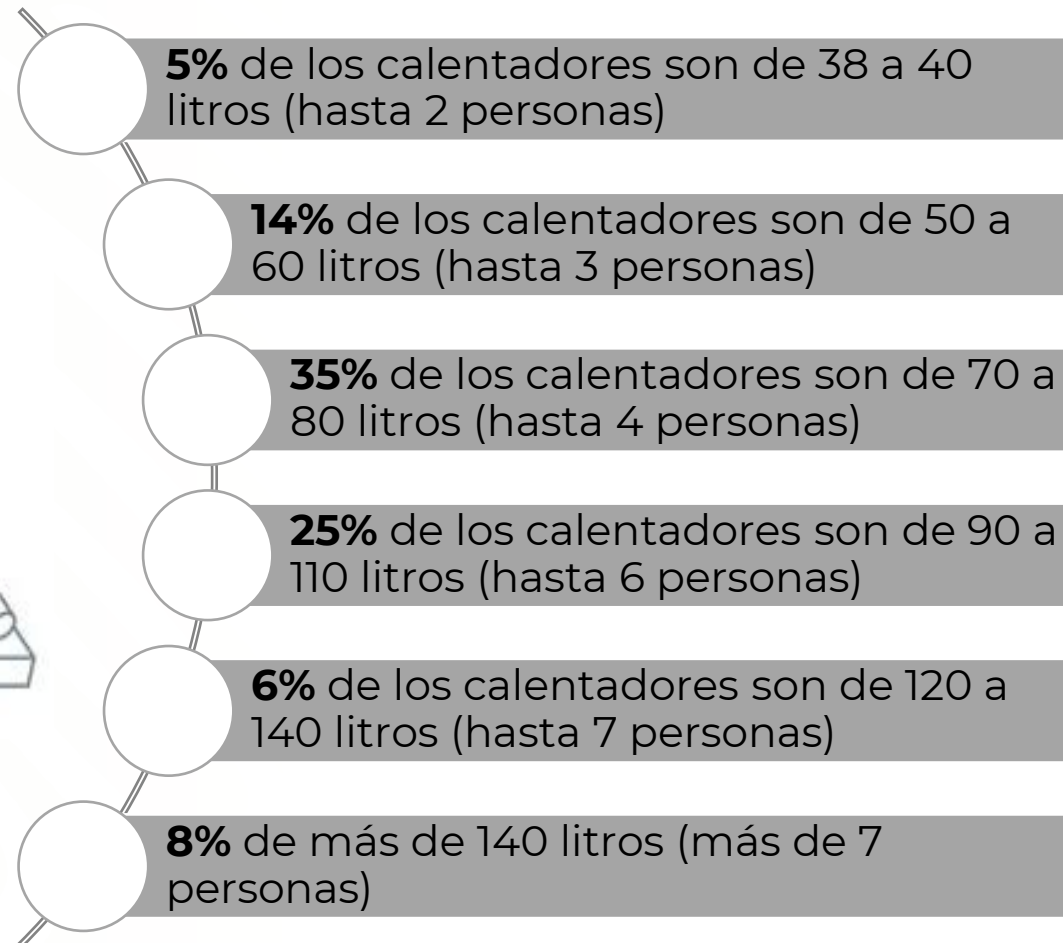 5% de los calentadores son de 38 a 40
litros (hasta 2 personas)
14% de los calentadores son de 50 a
60 litros (hasta 3 personas)
35% de los calentadores son de 70 a
80 litros (hasta 4 personas)
25% de los calentadores son de 90 a
110 litros (hasta 6 personas)
6% de los calentadores son de 120 a
140 litros (hasta 7 personas)
8% de más de 140 litros (más de 7
personas)